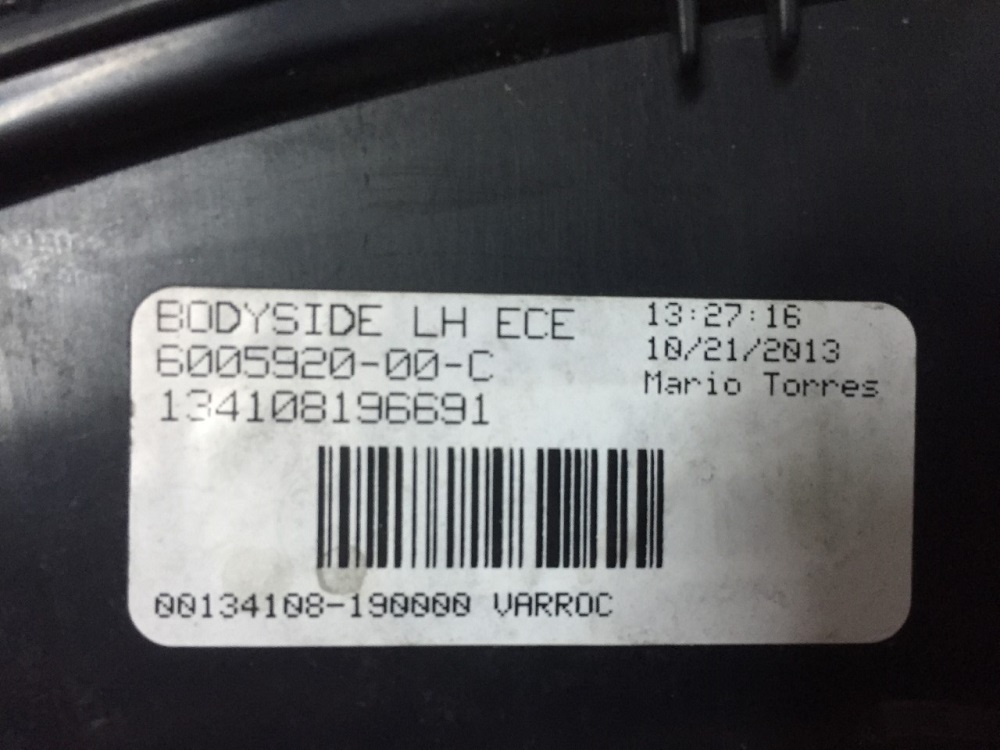 BODYSIDE LH ECE
6005920-00-C
134108196691
13:27:16
10/21/2013
Mario Torres
00134108-190000 VARROC